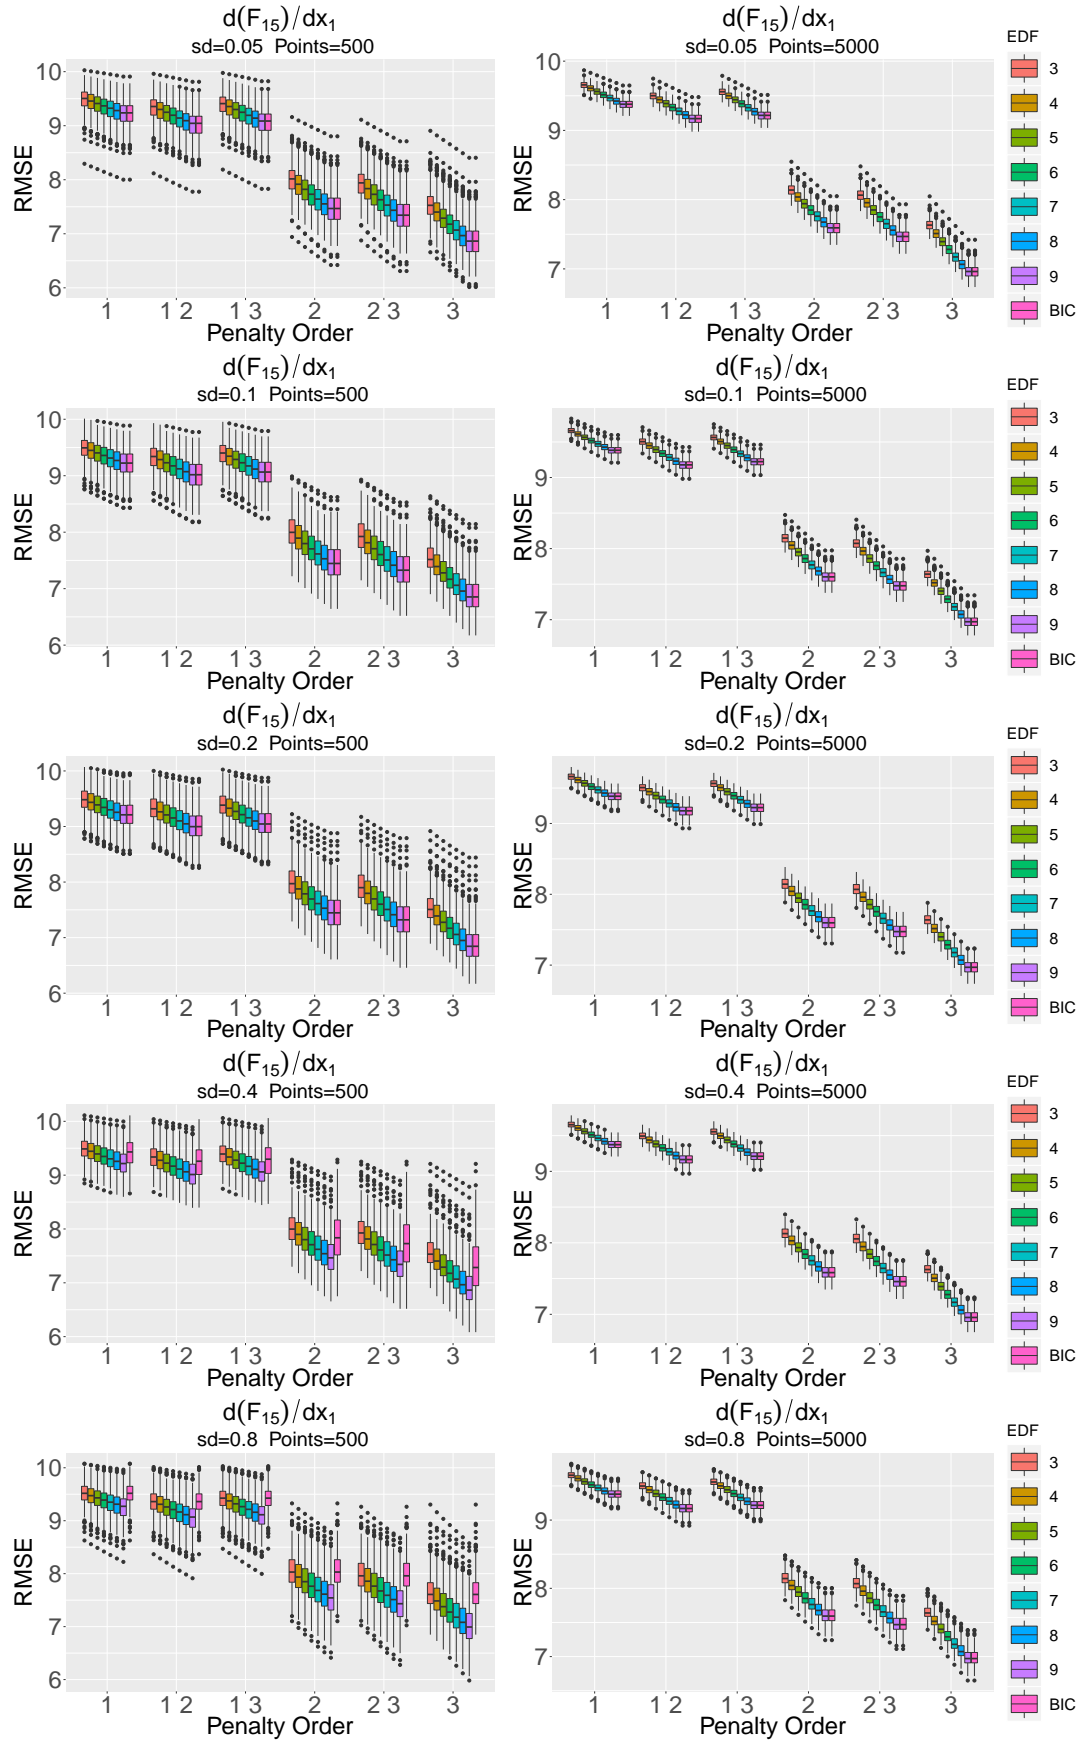 d(F₁₅)/dx₁
sd=0.05 Points=500
RMSE
10
9
8
7
6
1 1 2 1 3 2 2 3 3
Penalty Order
d(F₁₅)/dx₁
sd=0.05 Points=5000
RMSE
10
9
8
7
1 1 2 1 3 2 2 3 3
Penalty Order
EDF
3
4
5
6
7
8
9
BIC
d(F₁₅)/dx₁
sd=0.1 Points=500
RMSE
10
9
8
7
6
1 1 2 1 3 2 2 3 3
Penalty Order
d(F₁₅)/dx₁
sd=0.1 Points=5000
RMSE
9
8
7
1 1 2 1 3 2 2 3 3
Penalty Order
EDF
3
4
5
6
7
8
9
BIC
d(F₁₅)/dx₁
sd=0.2 Points=500
RMSE
10
9
8
7
6
1 1 2 1 3 2 2 3 3
Penalty Order
d(F₁₅)/dx₁
sd=0.2 Points=5000
RMSE
9
8
7
1 1 2 1 3 2 2 3 3
Penalty Order
EDF
3
4
5
6
7
8
9
BIC
d(F₁₅)/dx₁
sd=0.4 Points=500
RMSE
10
9
8
7
6
1 1 2 1 3 2 2 3 3
Penalty Order
d(F₁₅)/dx₁
sd=0.4 Points=5000
RMSE
9
8
7
1 1 2 1 3 2 2 3 3
Penalty Order
EDF
3
4
5
6
7
8
9
BIC
d(F₁₅)/dx₁
sd=0.8 Points=500
RMSE
10
9
8
7
6
1 1 2 1 3 2 2 3 3
Penalty Order
d(F₁₅)/dx₁
sd=0.8 Points=5000
RMSE
9
8
7
1 1 2 1 3 2 2 3 3
Penalty Order
EDF
3
4
5
6
7
8
9
BIC